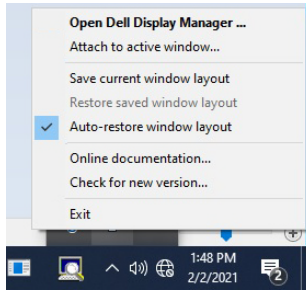 Open Dell Display Manager ...
Attach to active window...
Save current window layout
Restore saved window layout
Auto-restore window layout
Online documentation...
Check for new version...
Exit
1:48 PM
2/2/2021
2